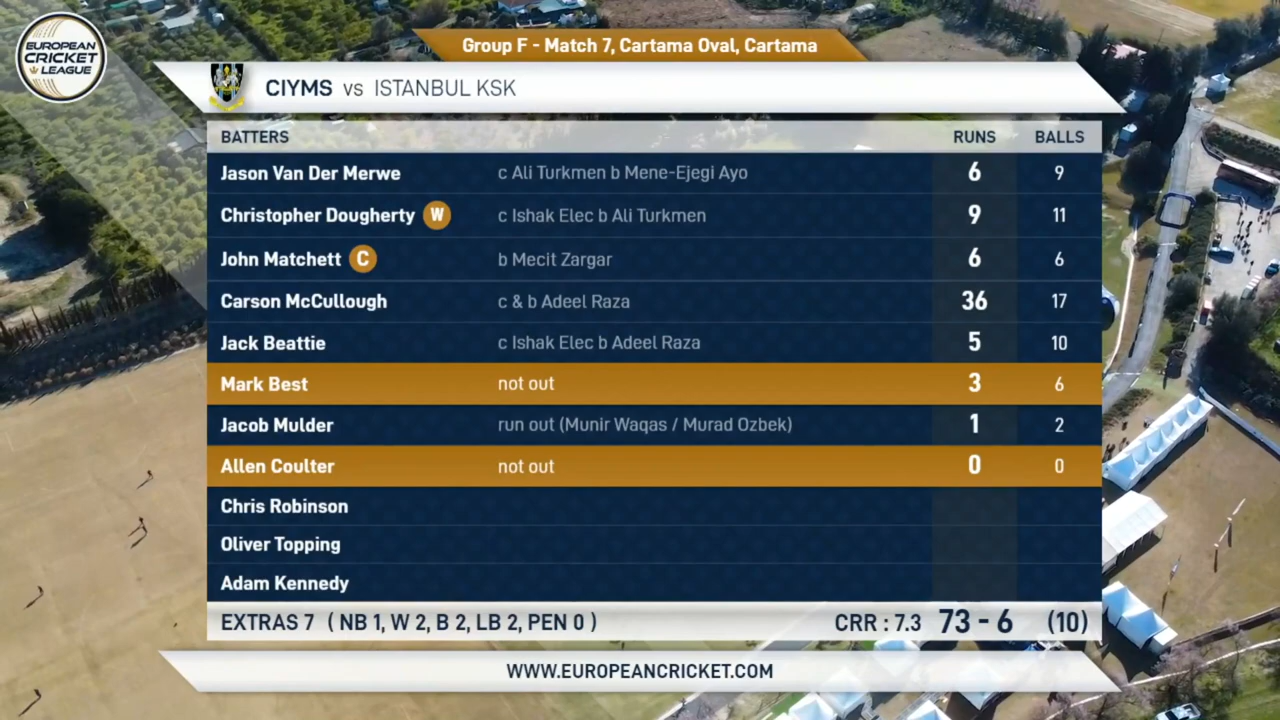 EUROPEAN
CRICKET
LEAGUE
Group F - Match 7, Cartama Oval, Cartama
CIYMS vs ISTANBUL KSK
BATTERS RUNS BALLS
Jason Van Der Merwe c Ali Turkmen b Mene-Ejegi Ayo 6 9
Christopher Dougherty W c Ishak Elec b Ali Turkmen 9 11
John Matchett C b Mecit Zargar 6 6
Carson McCullough c & b Adeel Raza 36 17
Jack Beattie c Ishak Elec b Adeel Raza 5 10
Mark Best not out 3 6
Jacob Mulder run out (Munir Waqas / Murad Ozbek) 1 2
Allen Coulter not out 0 0
Chris Robinson
Oliver Topping
Adam Kennedy
EXTRAS 7 ( NB 1, W 2, B 2, LB 2, PEN 0 ) CRR : 7.3 73 - 6 (10)
WWW.EUROPEANCRICKET.COM